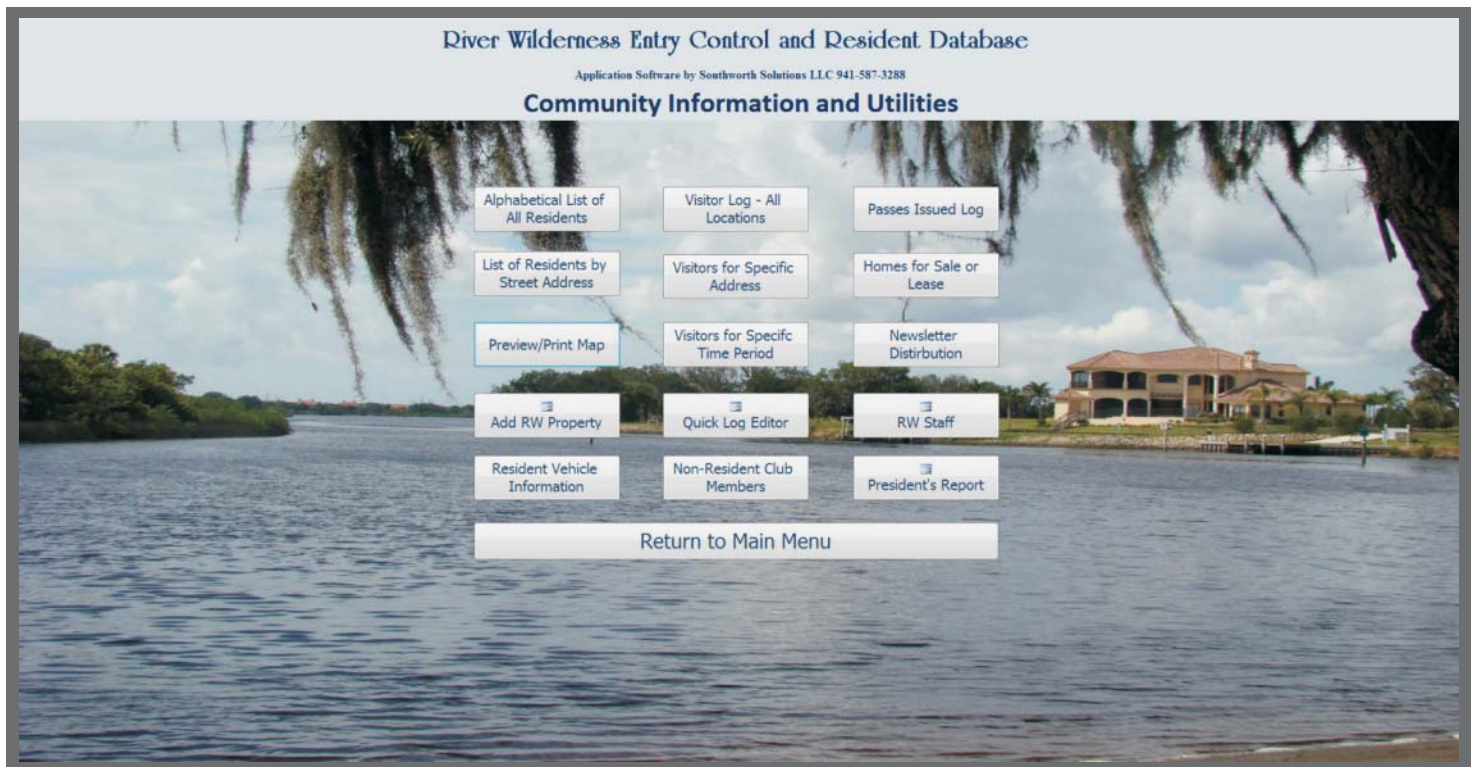 River Wilderness Entry Control and Resident Database
Application Software by Southworth Solutions LLC 941-587-3288
Community Information and Utilities
Alphabetical List of
All Residents
Visitor Log - All
Locations
Passes Issued Log
List of Residents by
Street Address
Visitors for Specific
Address
Homes for Sale or
Lease
Preview/Print Map
Visitors for Specifc
Time Period
Newsletter
Distirbution
Add RW Property
Quick Log Editor
RW Staff
Resident Vehicle
Information
Non-Resident Club
Members
President's Report
Return to Main Menu